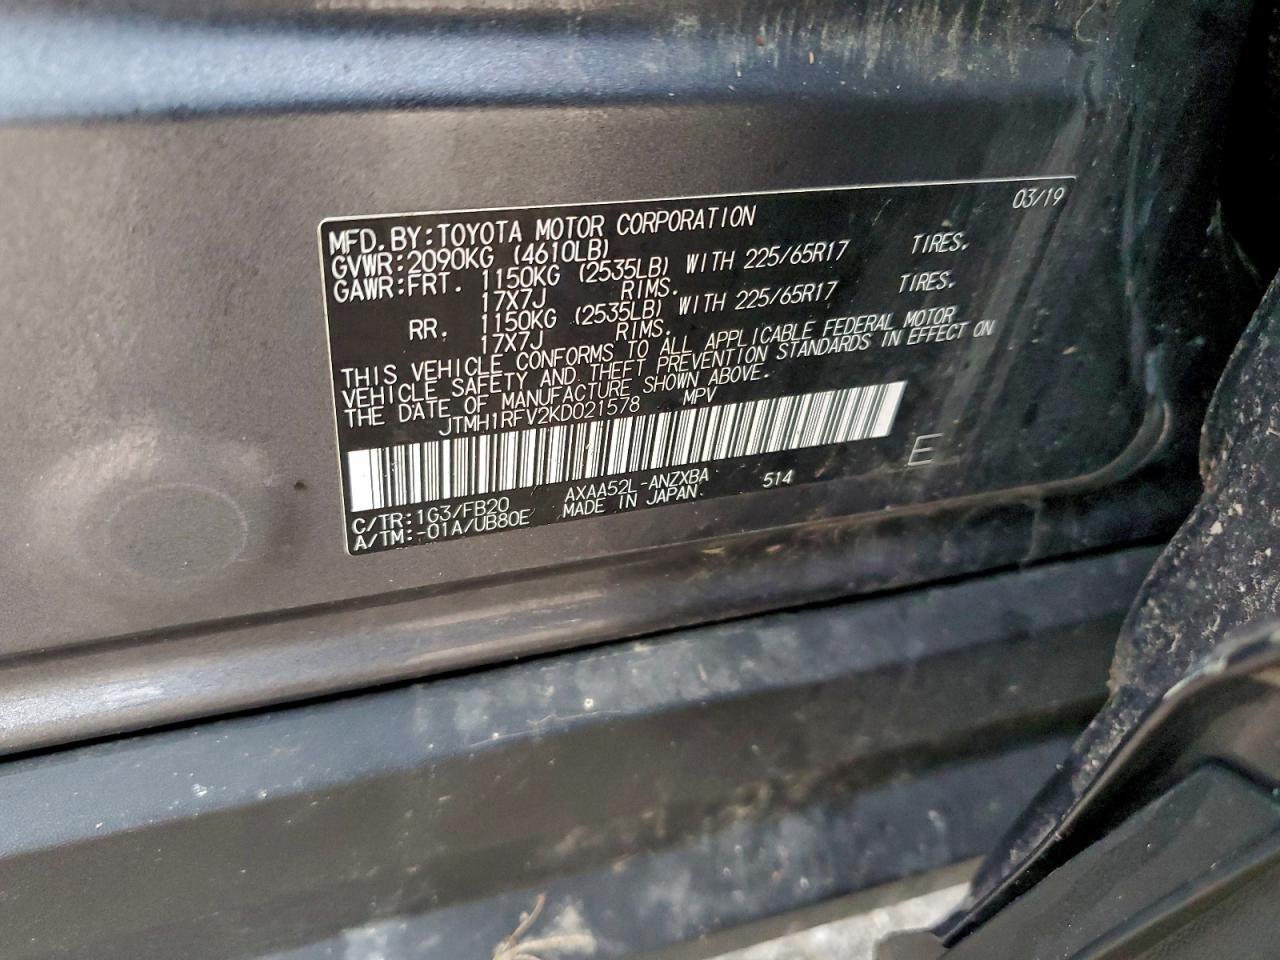 03/19
MFD.BY:TOYOTA MOTOR CORPORATION
GVWR:2090KG (4610LB)
GAWR:FRT. 1150KG (2535LB) WITH 225/65R17 TIRES.
17X7J RIMS.
RR. 1150KG (2535LB) WITH 225/65R17 TIRES.
17X7J RIMS.
THIS VEHICLE CONFORMS TO ALL APPLICABLE FEDERAL MOTOR
VEHICLE SAFETY AND THEFT PREVENTION STANDARDS IN EFFECT ON
THE DATE OF MANUFACTURE SHOWN ABOVE.
JTMH1RFV2KD021578 MPV
E
C/TR:1G3/FB20 AXAA52L-ANZXBA 514
A/TM:-01A/UB80E MADE IN JAPAN.